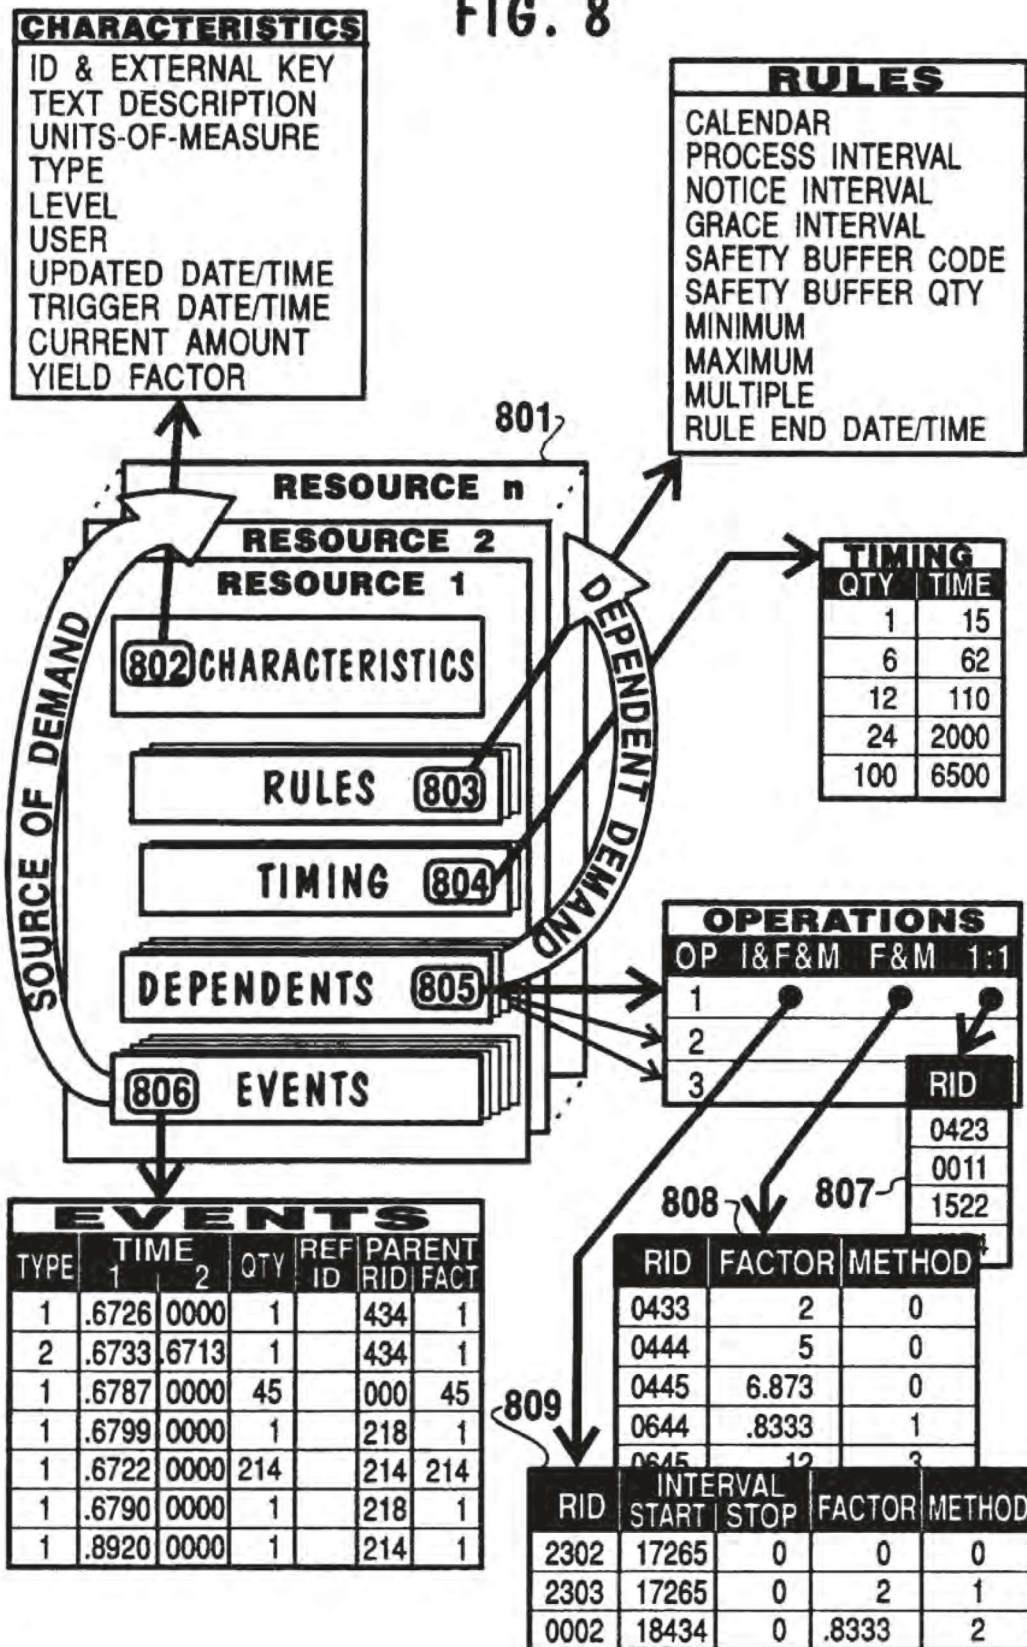 FIG. 8
CHARACTERISTICS
ID & EXTERNAL KEY
TEXT DESCRIPTION
UNITS-OF-MEASURE
TYPE
LEVEL
USER
UPDATED DATE/TIME
TRIGGER DATE/TIME
CURRENT AMOUNT
YIELD FACTOR
RULES
CALENDAR
PROCESS INTERVAL
NOTICE INTERVAL
GRACE INTERVAL
SAFETY BUFFER CODE
SAFETY BUFFER QTY
MINIMUM
MAXIMUM
MULTIPLE
RULE END DATE/TIME
801
RESOURCE n
RESOURCE 2
RESOURCE 1
802 CHARACTERISTICS
RULES 803
TIMING 804
DEPENDENTS 805
806 EVENTS
SOURCE OF DEMAND
DEPENDENT DEMAND
TIMING
QTY TIME
1 15
6 62
12 110
24 2000
100 6500
OPERATIONS
OP I&F&M F&M 1:1
1
2
3
RID
0423
0011
1522
807
808
RID FACTOR METHOD
0433 2 0
0444 5 0
0445 6.873 0
0644 .8333 1
0645 12 3
809
RID INTERVAL START STOP FACTOR METHOD
2302 17265 0 0 0
2303 17265 0 2 1
0002 18434 0 .8333 2
EVENTS
TYPE TIME 1 2 QTY REF ID PARENT RID FACT
1 .6726 0000 1 434 1
2 .6733 .6713 1 434 1
1 .6787 0000 45 000 45
1 .6799 0000 1 218 1
1 .6722 0000 214 214 214
1 .6790 0000 1 218 1
1 .8920 0000 1 214 1